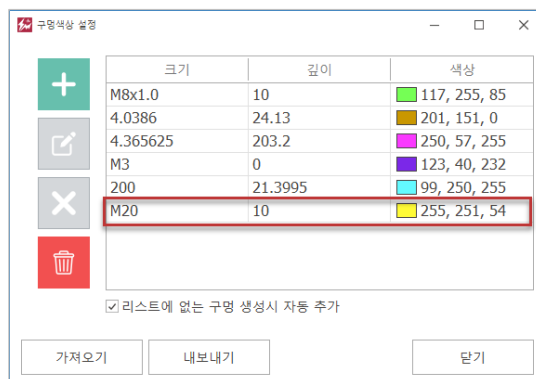 구멍색상 설정
크기 깊이 색상
M8x1.0 10 117, 255, 85
4.0386 24.13 201, 151, 0
4.365625 203.2 250, 57, 255
M3 0 123, 40, 232
200 21.3995 99, 250, 255
M20 10 255, 251, 54
리스트에 없는 구멍 생성시 자동 추가
가져오기 내보내기 닫기